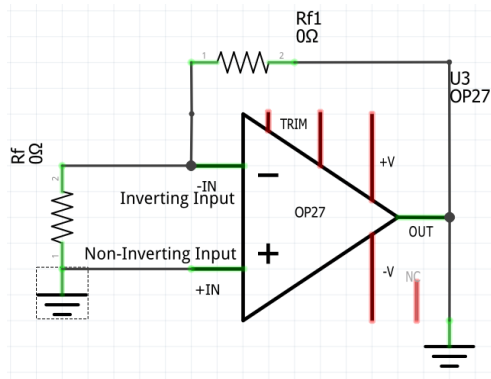 Rf1
0Ω
1
2
U3
OP27
TRIM
Rf
0Ω
2
+V
-IN
Inverting Input
OP27
OUT
1
Non-Inverting Input
+IN
-V
NC